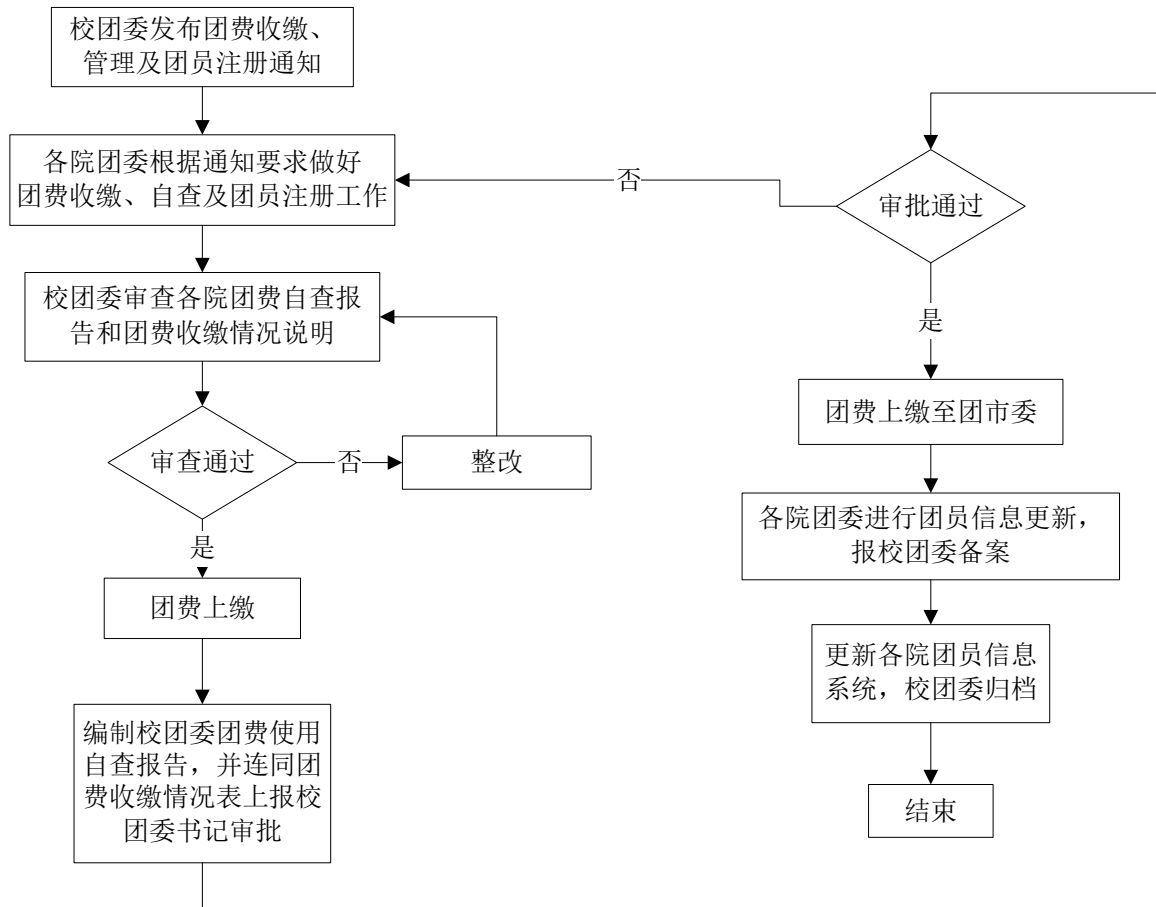 校团委发布团费收缴、
管理及团员注册通知
各院团委根据通知要求做好
团费收缴、自查及团员注册工作
校团委审查各院团费自查报
告和团费收缴情况说明
审查通过
否
整改
是
团费上缴
编制校团委团费使用
自查报告，并连同团
费收缴情况表上报校
团委书记审批
否
审批通过
是
团费上缴至团市委
各院团委进行团员信息更新，
报校团委备案
更新各院团员信息
系统，校团委归档
结束